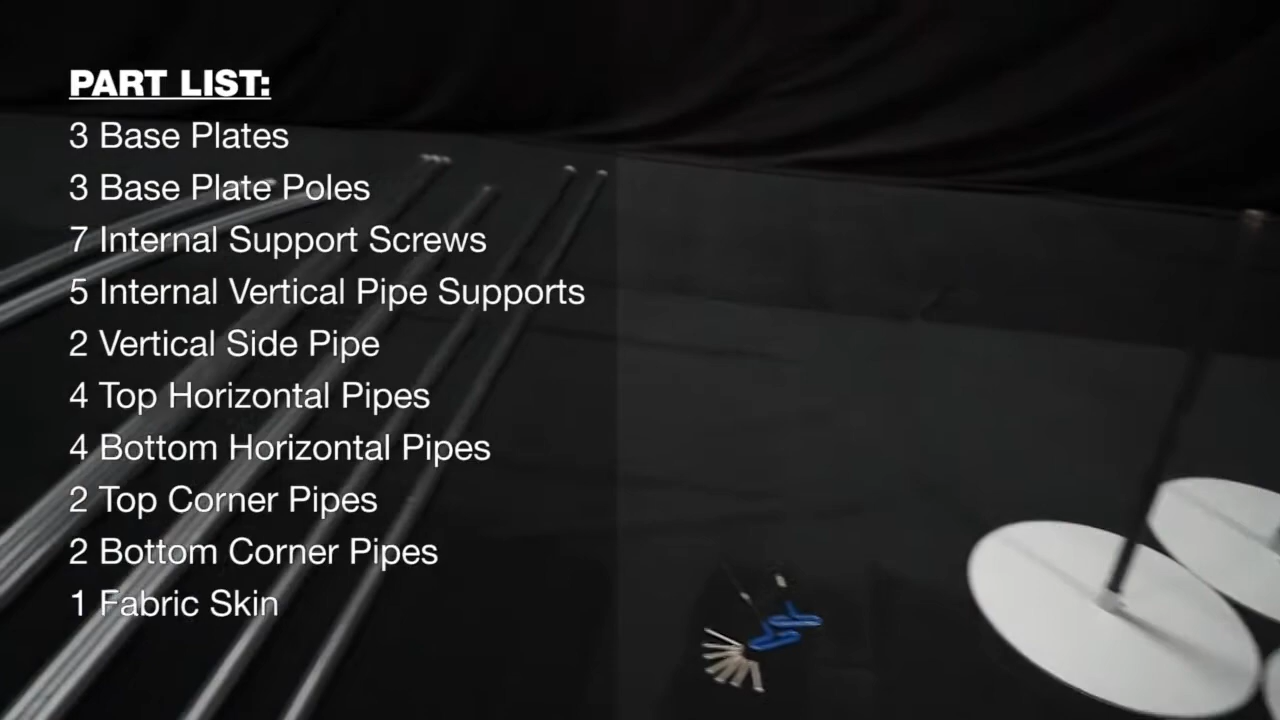 PART LIST:
3 Base Plates
3 Base Plate Poles
7 Internal Support Screws
5 Internal Vertical Pipe Supports
2 Vertical Side Pipe
4 Top Horizontal Pipes
4 Bottom Horizontal Pipes
2 Top Corner Pipes
2 Bottom Corner Pipes
1 Fabric Skin